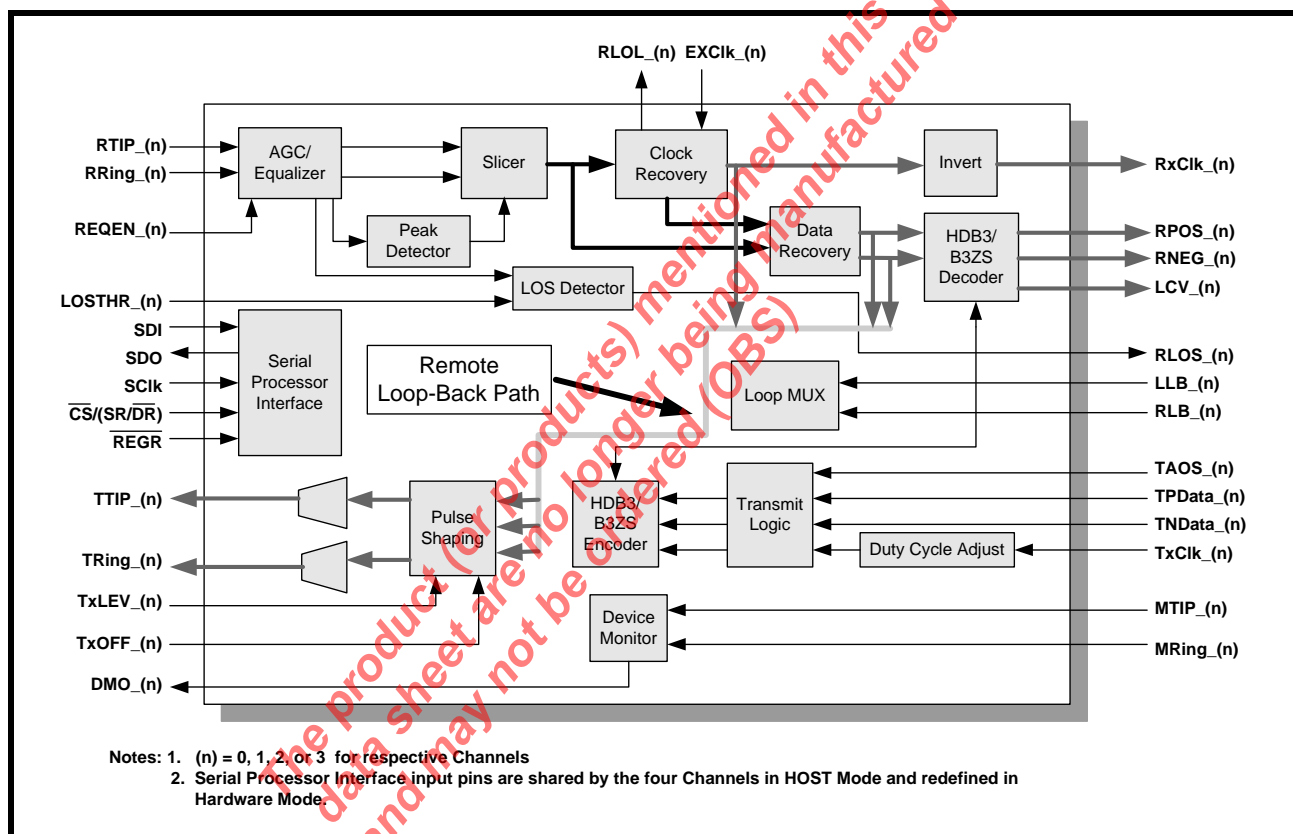 RLOL_(n) EXClk_(n)
RTIP_(n)
RRing_(n)
REQEN_(n)
LOSTHR_(n)
SDI
SDO
SClk
CS/(SR/DR)
REGR
TTIP_(n)
TRing_(n)
TxLEV_(n)
TxOFF_(n)
DMO_(n)
AGC/
Equalizer
Peak
Detector
Slicer
LOS Detector
Clock
Recovery
Data
Recovery
Invert
HDB3/
B3ZS
Decoder
Serial
Processor
Interface
Remote
Loop-Back Path
Loop MUX
Pulse
Shaping
HDB3/
B3ZS
Encoder
Transmit
Logic
Duty Cycle Adjust
Device
Monitor
RxClk_(n)
RPOS_(n)
RNEG_(n)
LCV_(n)
RLOS_(n)
LLB_(n)
RLB_(n)
TAOS_(n)
TPData_(n)
TNData_(n)
TxClk_(n)
MTIP_(n)
MRing_(n)
Notes: 1. (n) = 0, 1, 2, or 3 for respective Channels
2. Serial Processor Interface input pins are shared by the four Channels in HOST Mode and redefined in
Hardware Mode.
The product (or products) mentioned in this
data sheet are no longer being manufactured
and may not be ordered (OBS)